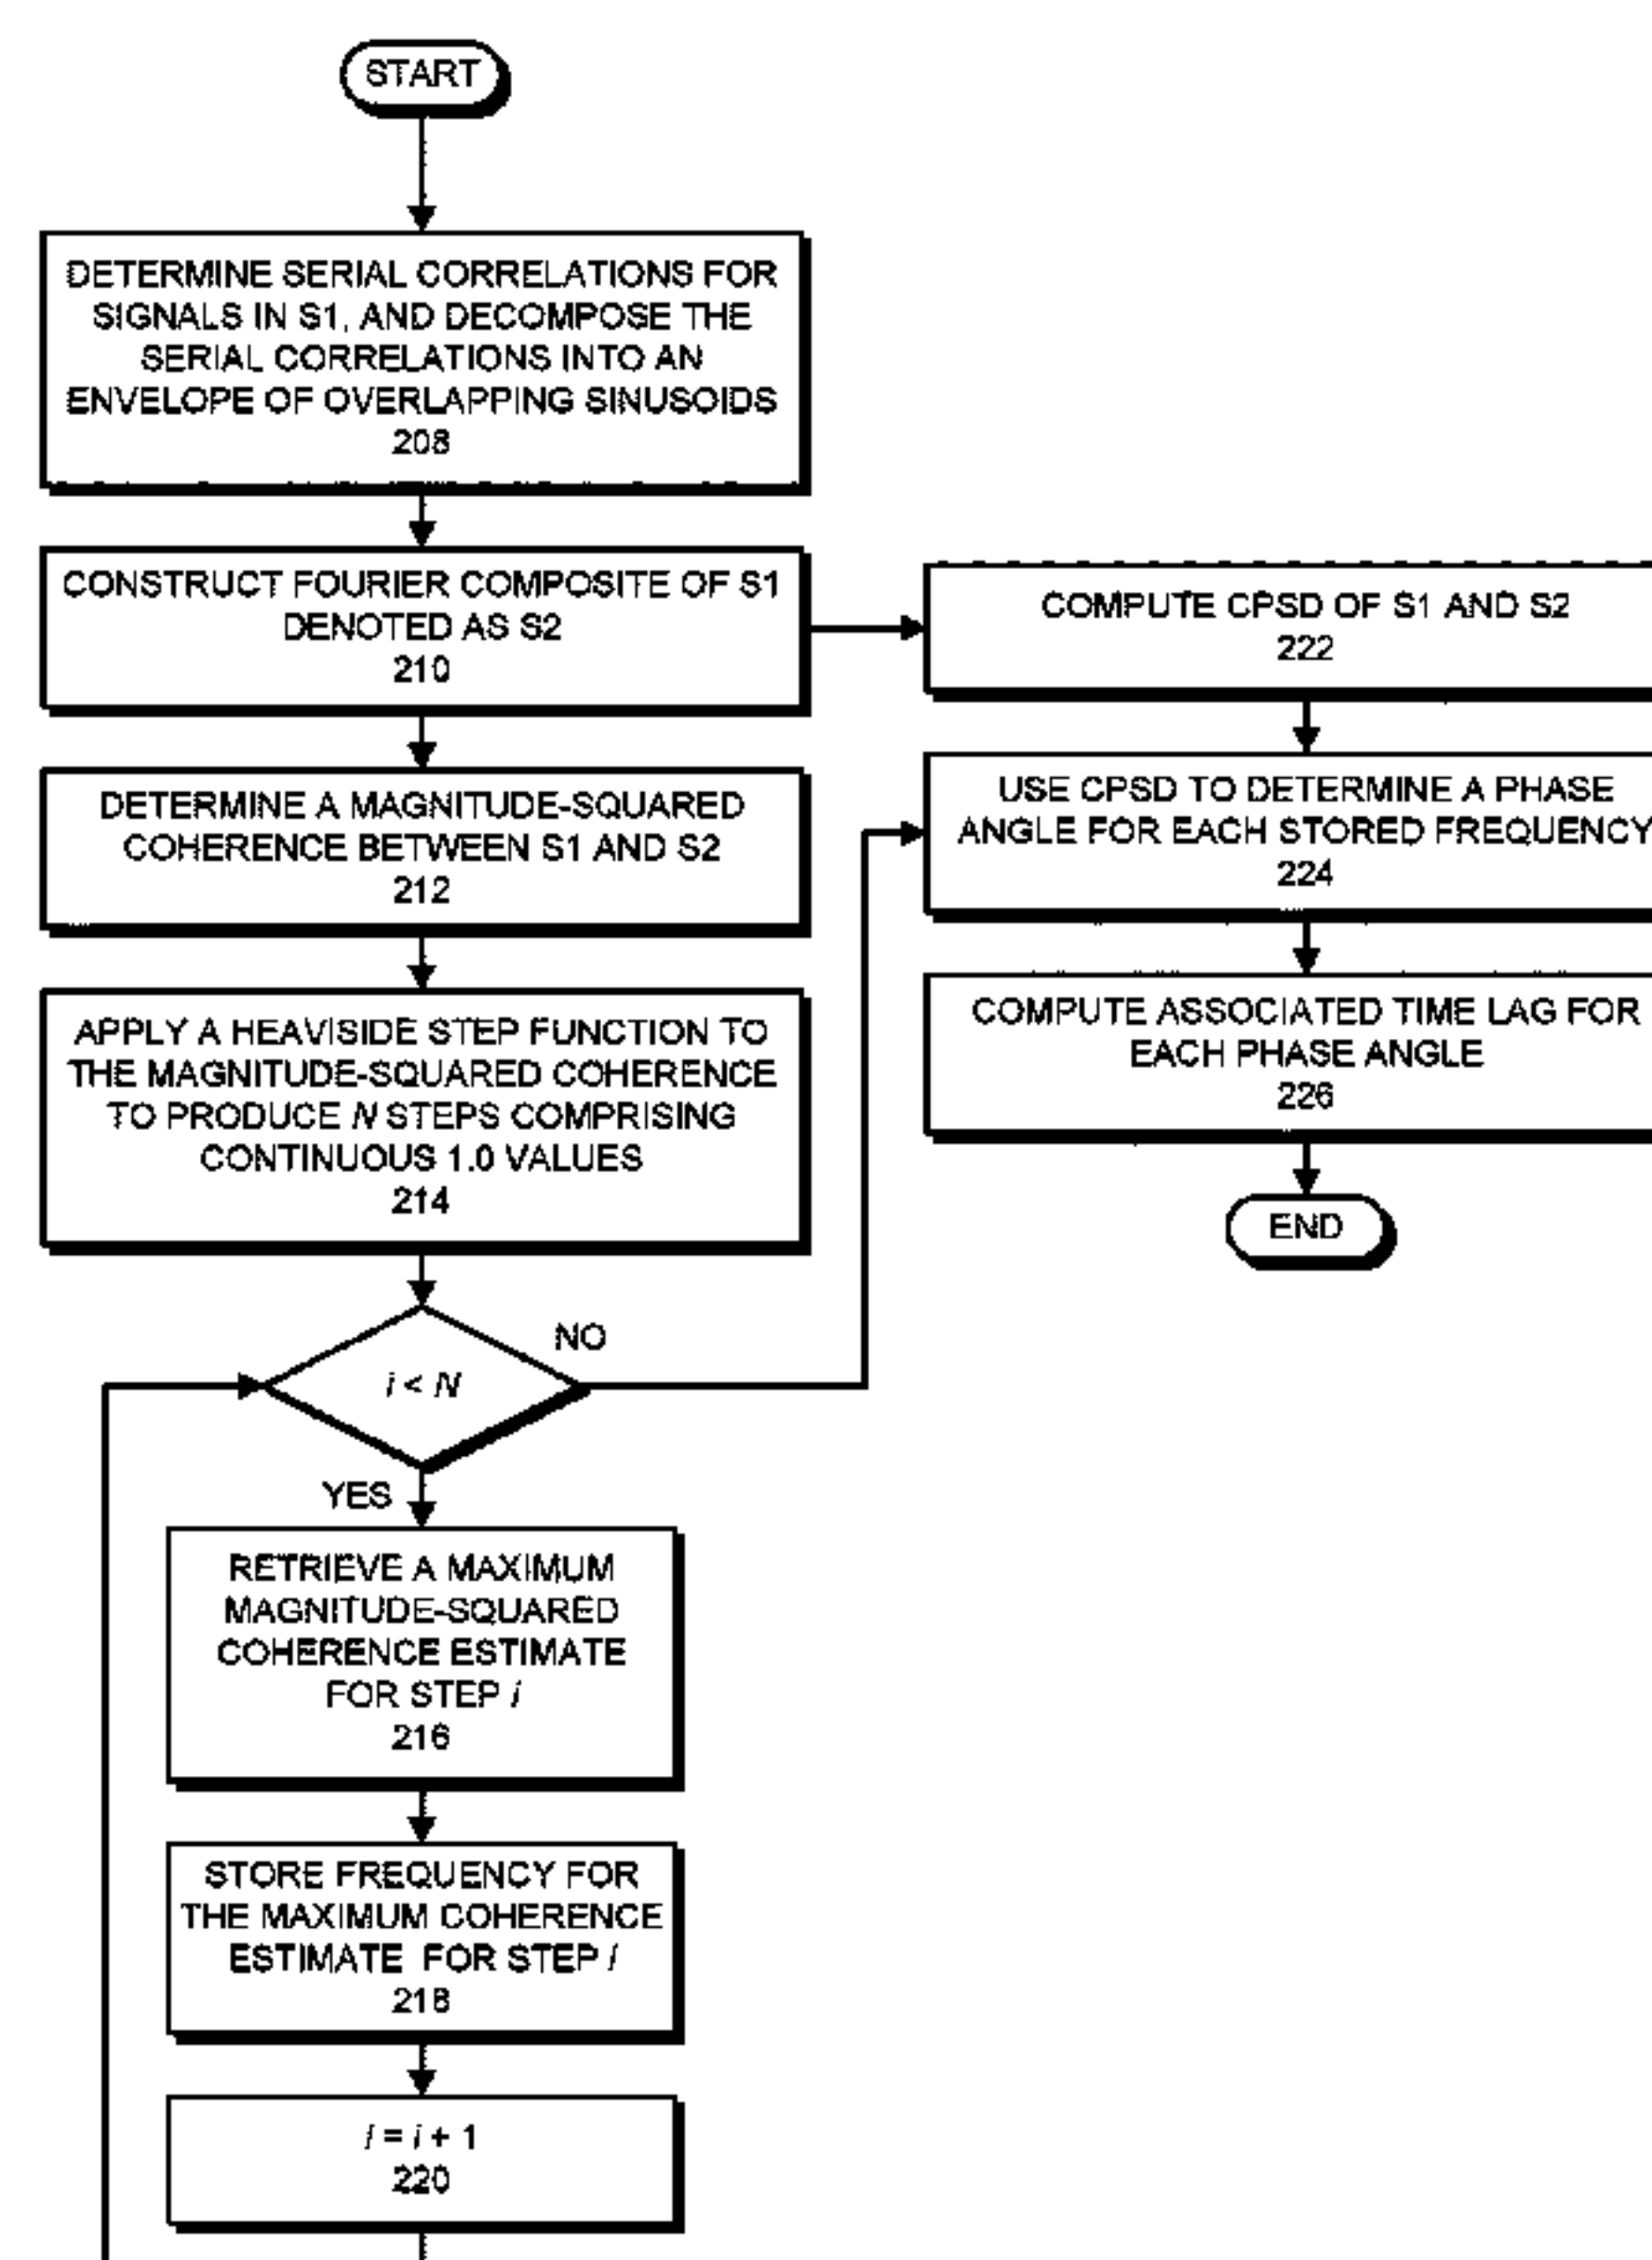 START
DETERMINE SERIAL CORRELATIONS FOR
SIGNALS IN S1, AND DECOMPOSE THE
SERIAL CORRELATIONS INTO AN
ENVELOPE OF OVERLAPPING SINUSOIDS
208
CONSTRUCT FOURIER COMPOSITE OF S1
DENOTED AS S2
210
DETERMINE A MAGNITUDE-SQUARED
COHERENCE BETWEEN S1 AND S2
212
APPLY A HEAVISIDE STEP FUNCTION TO
THE MAGNITUDE-SQUARED COHERENCE
TO PRODUCE N STEPS COMPRISING
CONTINUOUS 1.0 VALUES
214
i < N
NO
YES
RETRIEVE A MAXIMUM
MAGNITUDE-SQUARED
COHERENCE ESTIMATE
FOR STEP i
216
STORE FREQUENCY FOR
THE MAXIMUM COHERENCE
ESTIMATE FOR STEP i
218
i = i + 1
220
COMPUTE CPSD OF S1 AND S2
222
USE CPSD TO DETERMINE A PHASE
ANGLE FOR EACH STORED FREQUENCY
224
COMPUTE ASSOCIATED TIME LAG FOR
EACH PHASE ANGLE
226
END